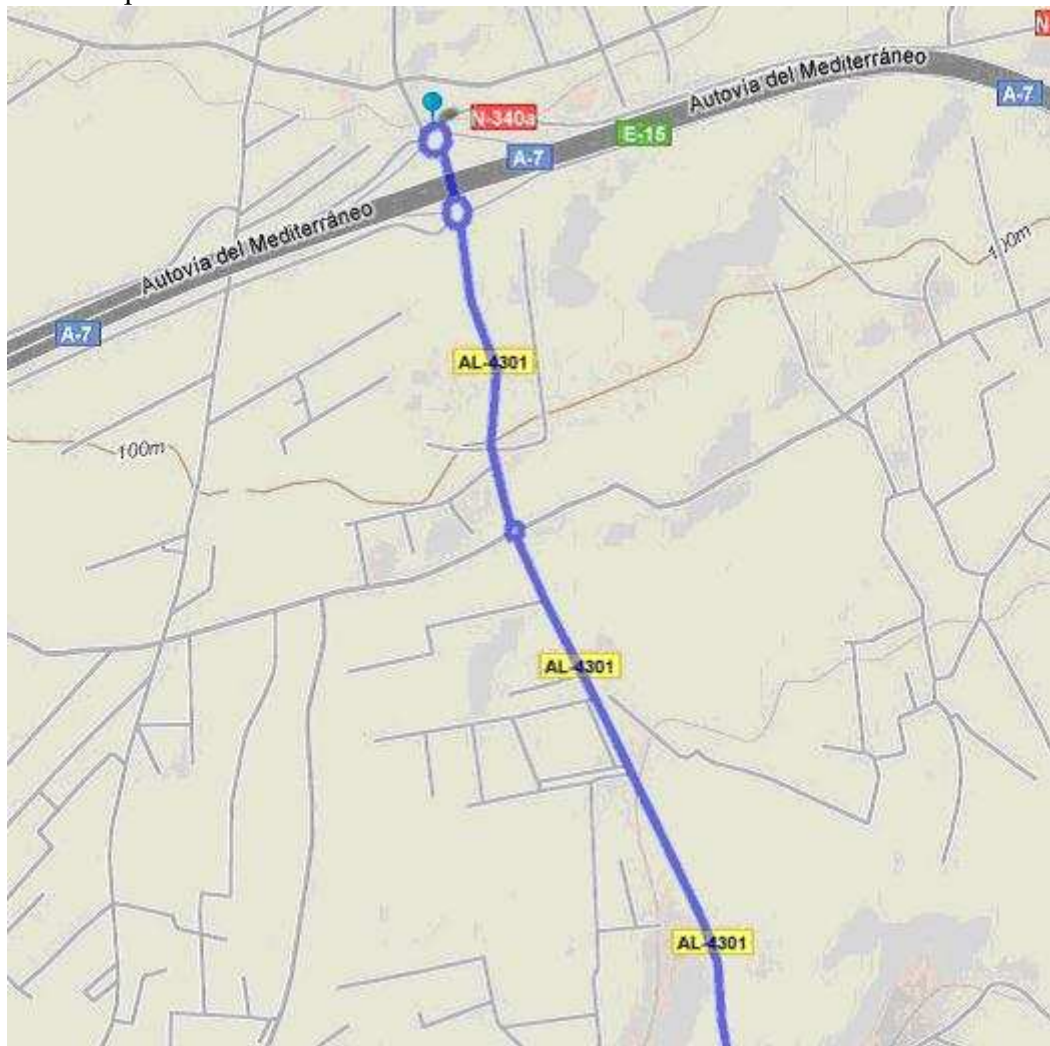 N
Autovía del Mediterráneo
A-7
N-340a
E-15
A-7
Autovía del Mediterráneo
100m
A-7
AL-4301
100m
AL-4301
AL-4301